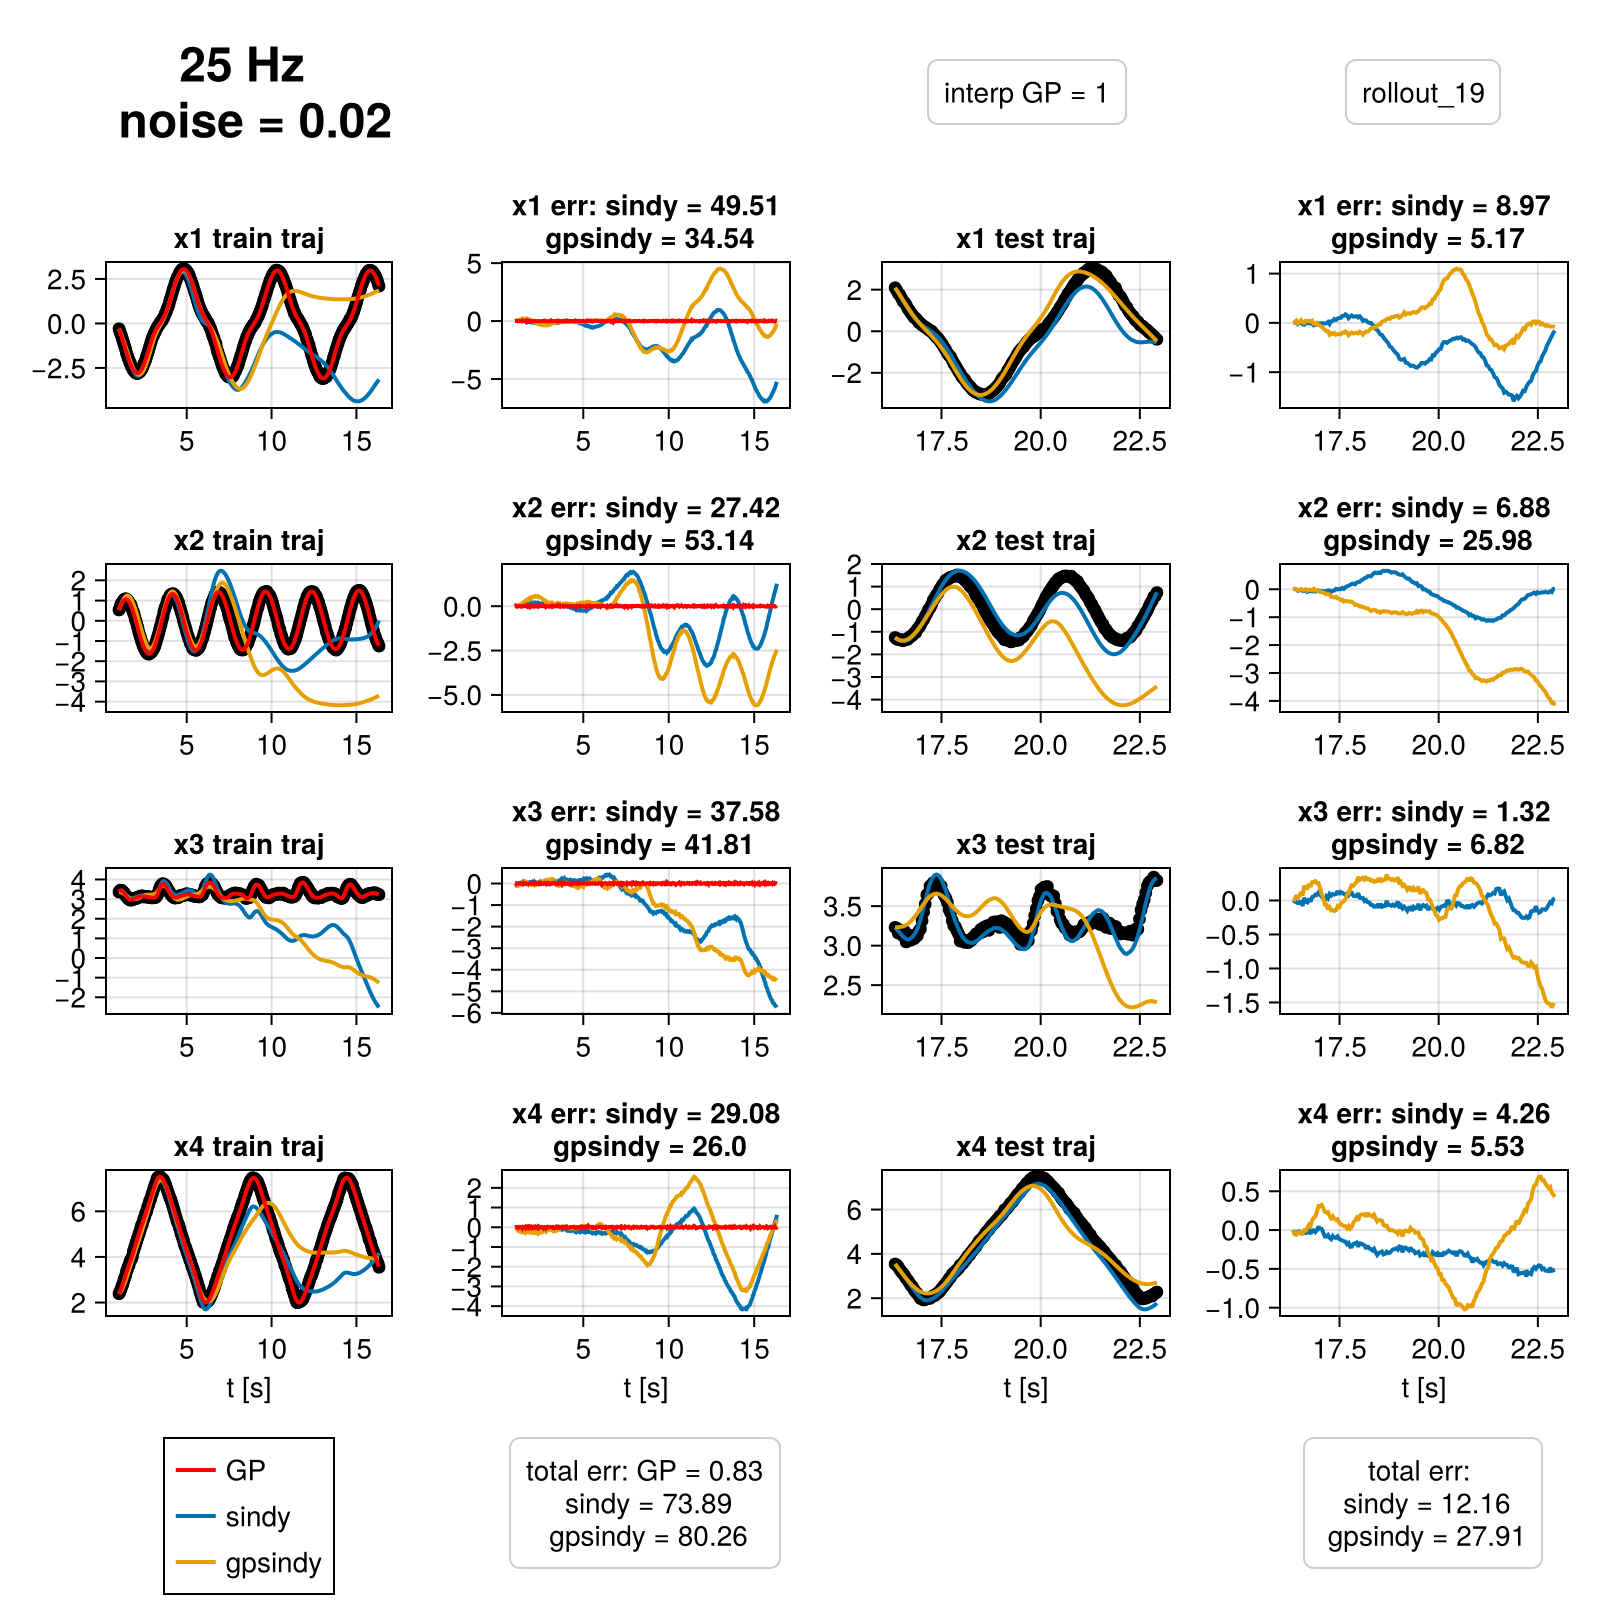 25 Hz
noise = 0.02
interp GP = 1
rollout_19
x1 train traj
2.5
0.0
−2.5
5 10 15
x1 err: sindy = 49.51
gpsindy = 34.54
5
0
−5
5 10 15
x1 test traj
2
0
−2
17.5 20.0 22.5
x1 err: sindy = 8.97
gpsindy = 5.17
1
0
−1
17.5 20.0 22.5
x2 train traj
2
1
0
−1
−2
−3
−4
5 10 15
x2 err: sindy = 27.42
gpsindy = 53.14
0.0
−2.5
−5.0
5 10 15
x2 test traj
2
1
0
−1
−2
−3
−4
17.5 20.0 22.5
x2 err: sindy = 6.88
gpsindy = 25.98
0
−1
−2
−3
−4
17.5 20.0 22.5
x3 train traj
4
3
2
1
0
−1
−2
5 10 15
x3 err: sindy = 37.58
gpsindy = 41.81
0
−1
−2
−3
−4
−5
−6
5 10 15
x3 test traj
3.5
3.0
2.5
17.5 20.0 22.5
x3 err: sindy = 1.32
gpsindy = 6.82
0.0
−0.5
−1.0
−1.5
17.5 20.0 22.5
x4 train traj
6
4
2
5 10 15
t [s]
x4 err: sindy = 29.08
gpsindy = 26.0
2
1
0
−1
−2
−3
−4
5 10 15
t [s]
x4 test traj
6
4
2
17.5 20.0 22.5
t [s]
x4 err: sindy = 4.26
gpsindy = 5.53
0.5
0.0
−0.5
−1.0
17.5 20.0 22.5
t [s]
GP
sindy
gpsindy
total err: GP = 0.83
sindy = 73.89
gpsindy = 80.26
total err:
sindy = 12.16
gpsindy = 27.91